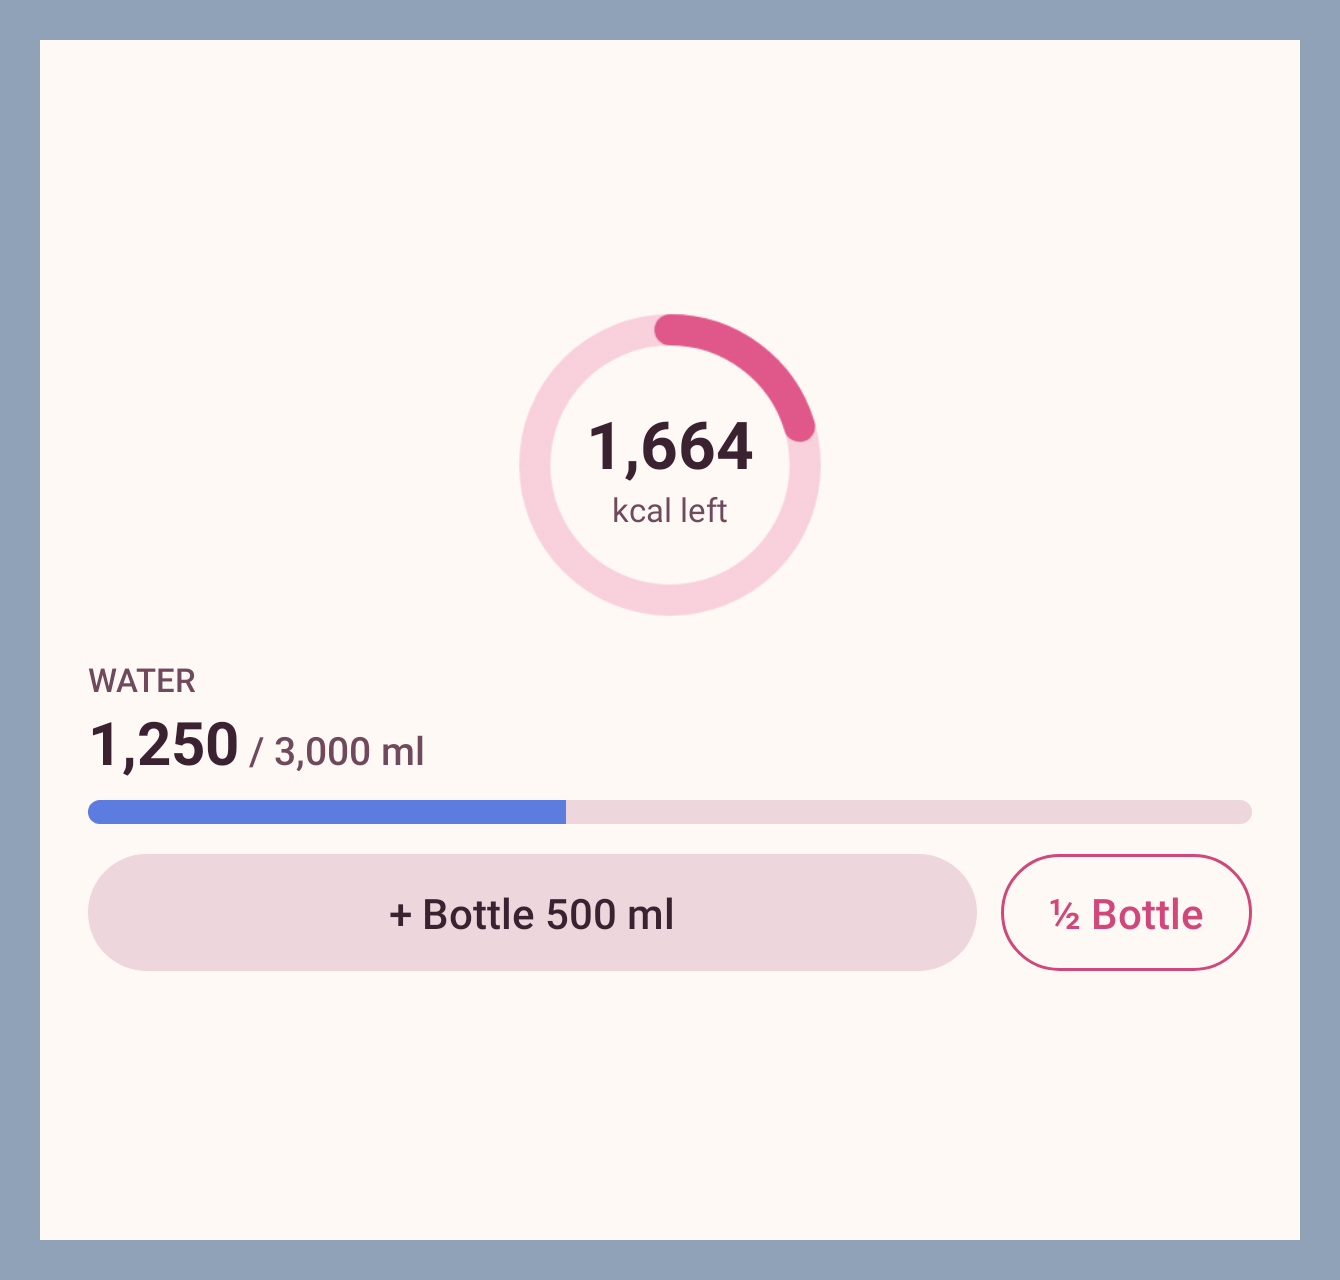 1,664
kcal left
WATER
1,250 / 3,000 ml
+ Bottle 500 ml
½ Bottle